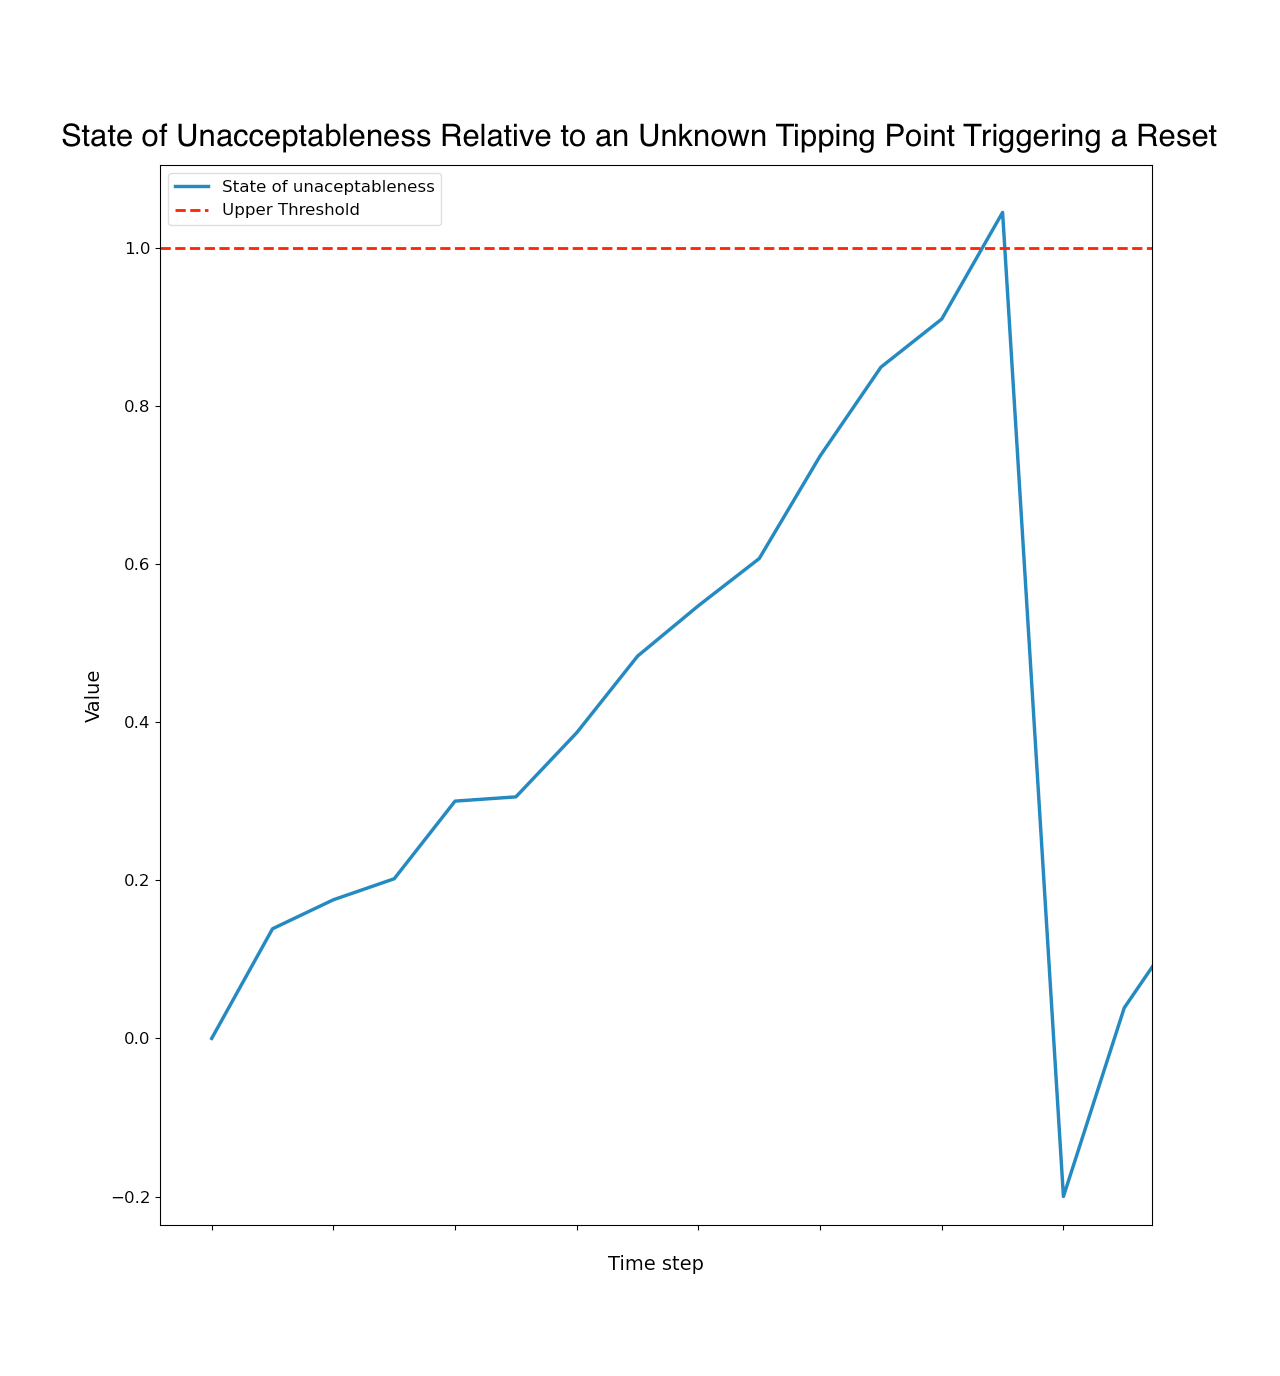 State of Unacceptableness Relative to an Unknown Tipping Point Triggering a Reset
State of unaceptableness
Upper Threshold
1.0
0.8
0.6
0.4
0.2
0.0
−0.2
Value
Time step